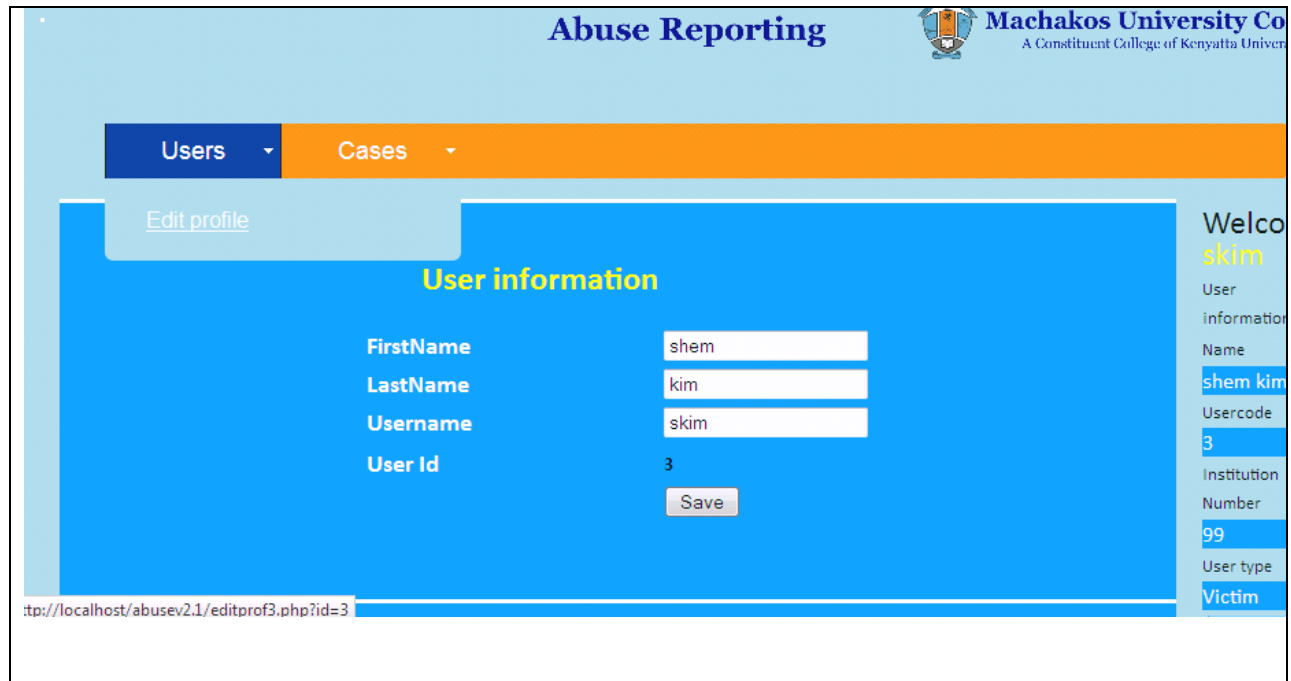 Abuse Reporting
Machakos University Co
A Constituent College of Kenyatta Univer
Users
Cases
Edit profile
User information
FirstName shem
LastName kim
Username skim
User Id 3
Save
Welco
skim
User
information
Name
shem kim
Usercode
3
Institution
Number
99
User type
Victim
ttp://localhost/abusev2.1/editprof3.php?id=3